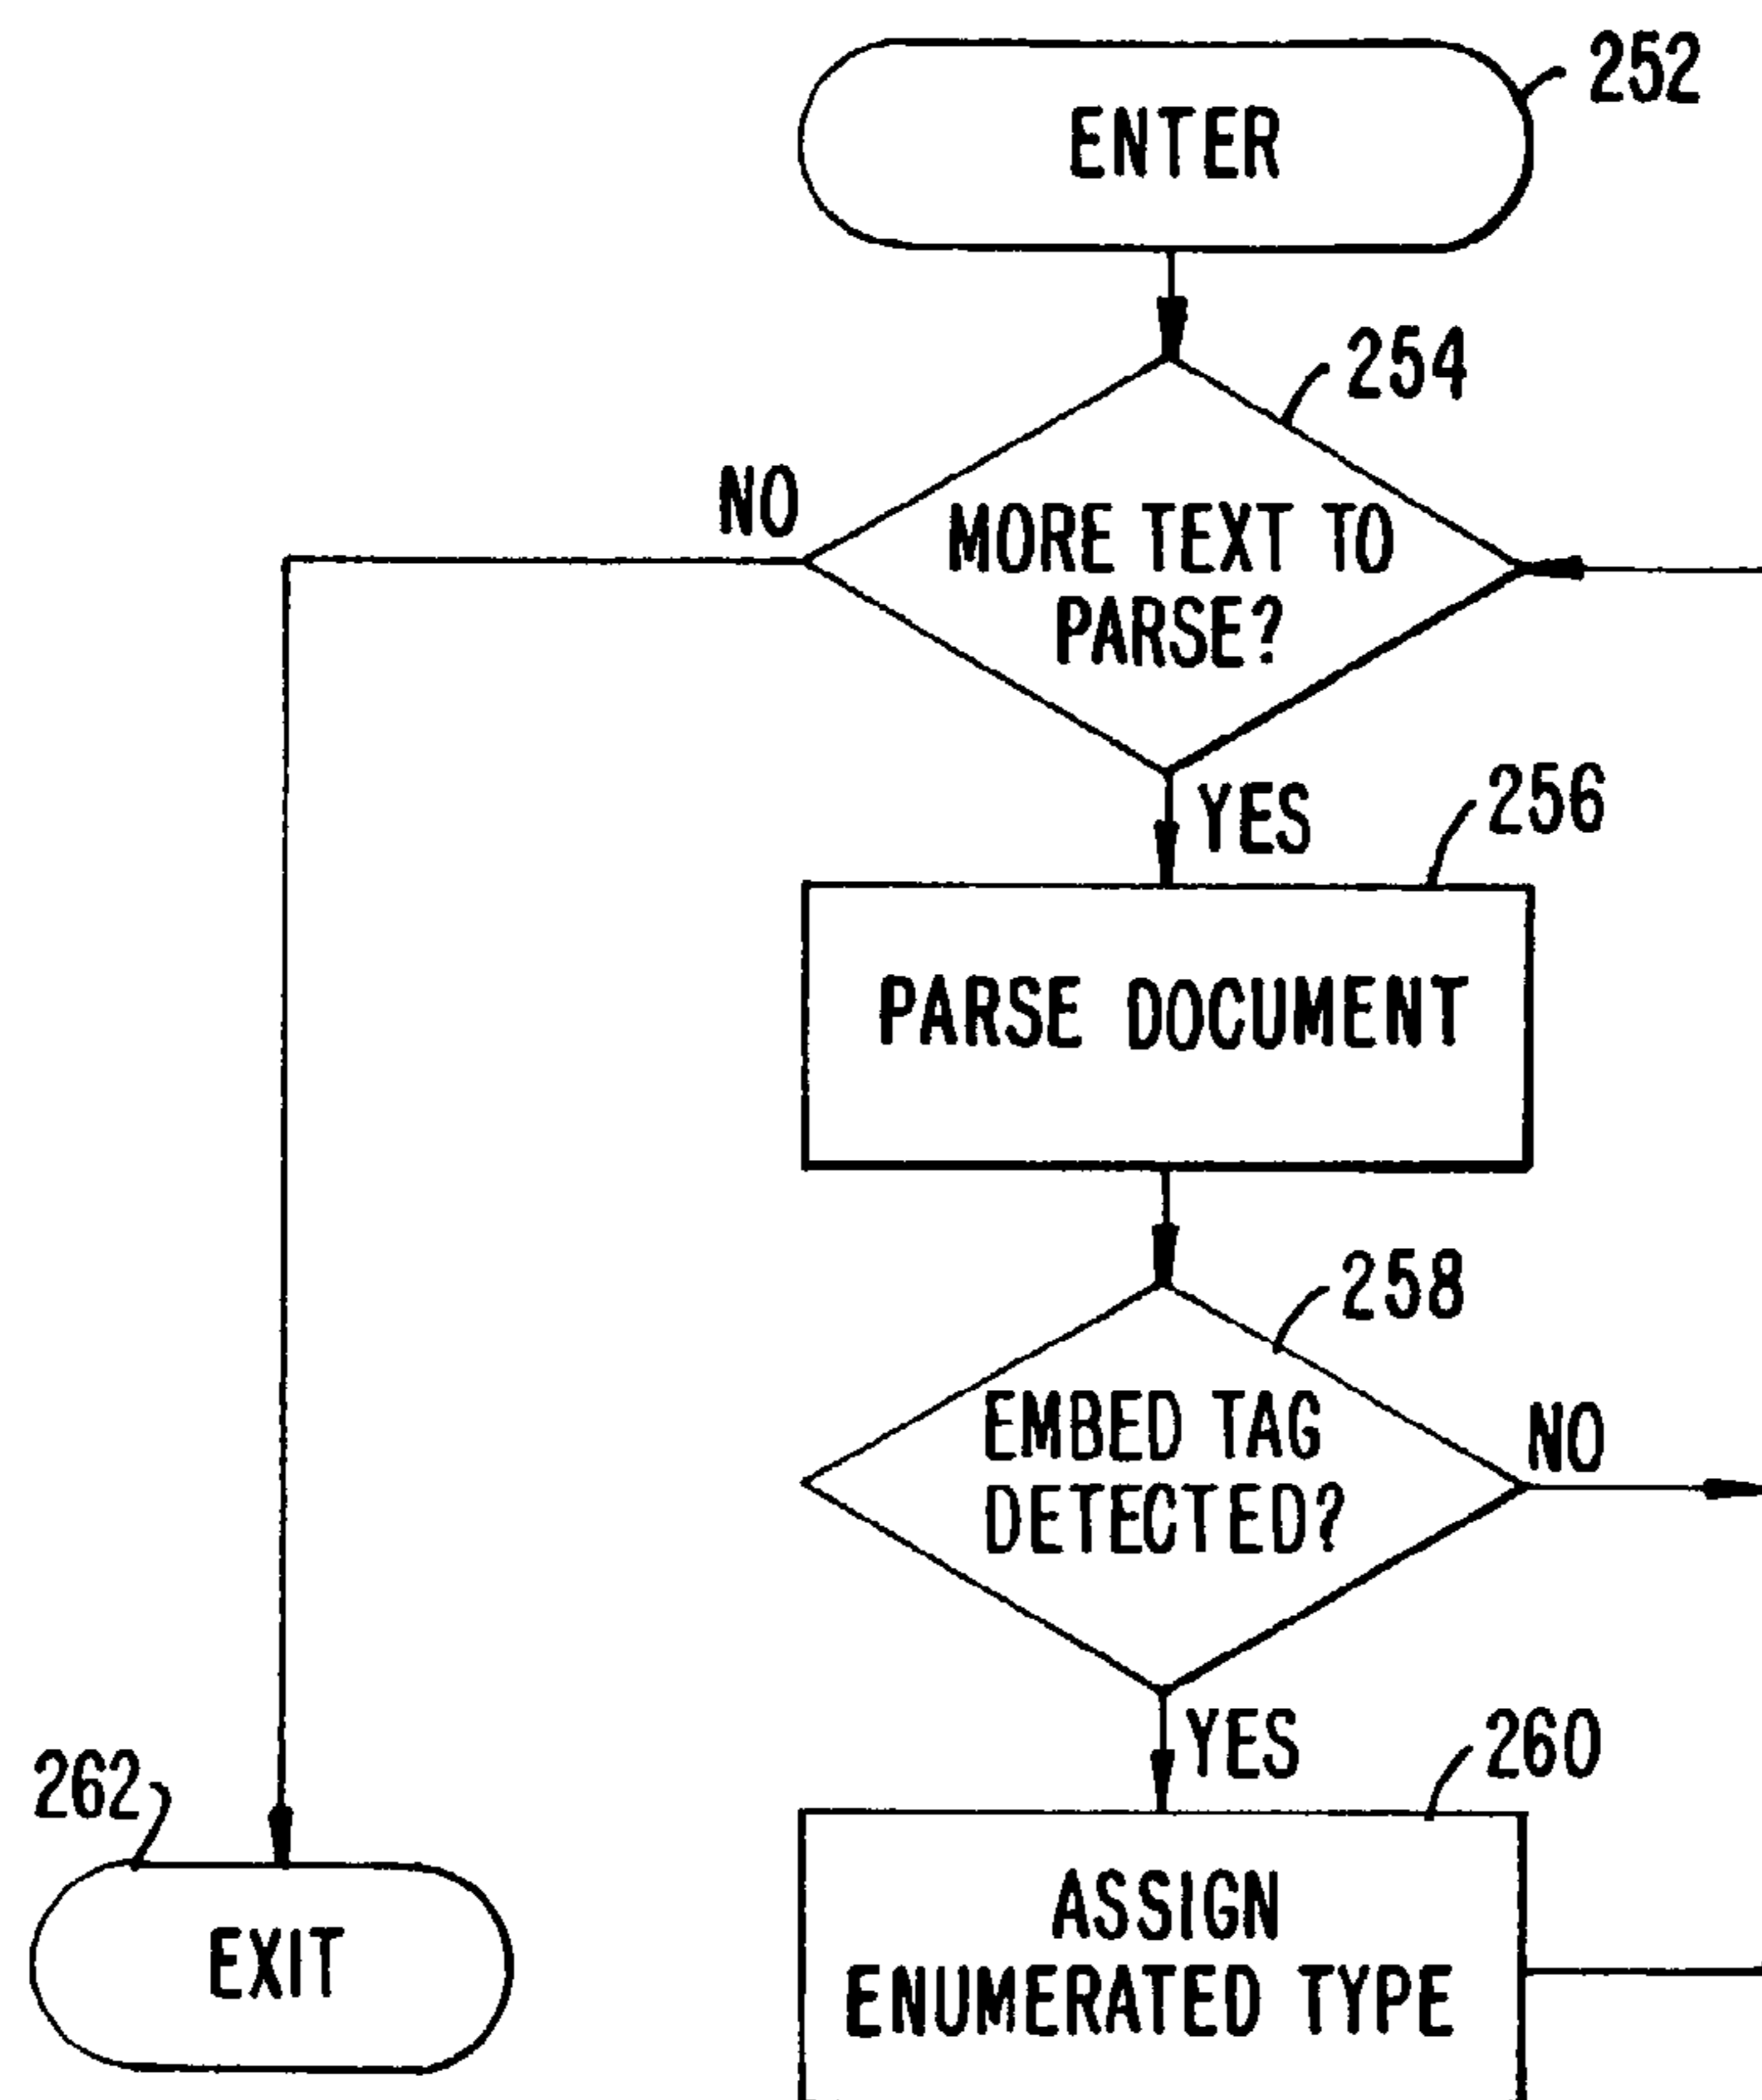 252
ENTER
254
NO
MORE TEXT TO
PARSE?
YES
256
PARSE DOCUMENT
258
EMBED TAG
DETECTED?
NO
YES
260
262
ASSIGN
ENUMERATED TYPE
EXIT